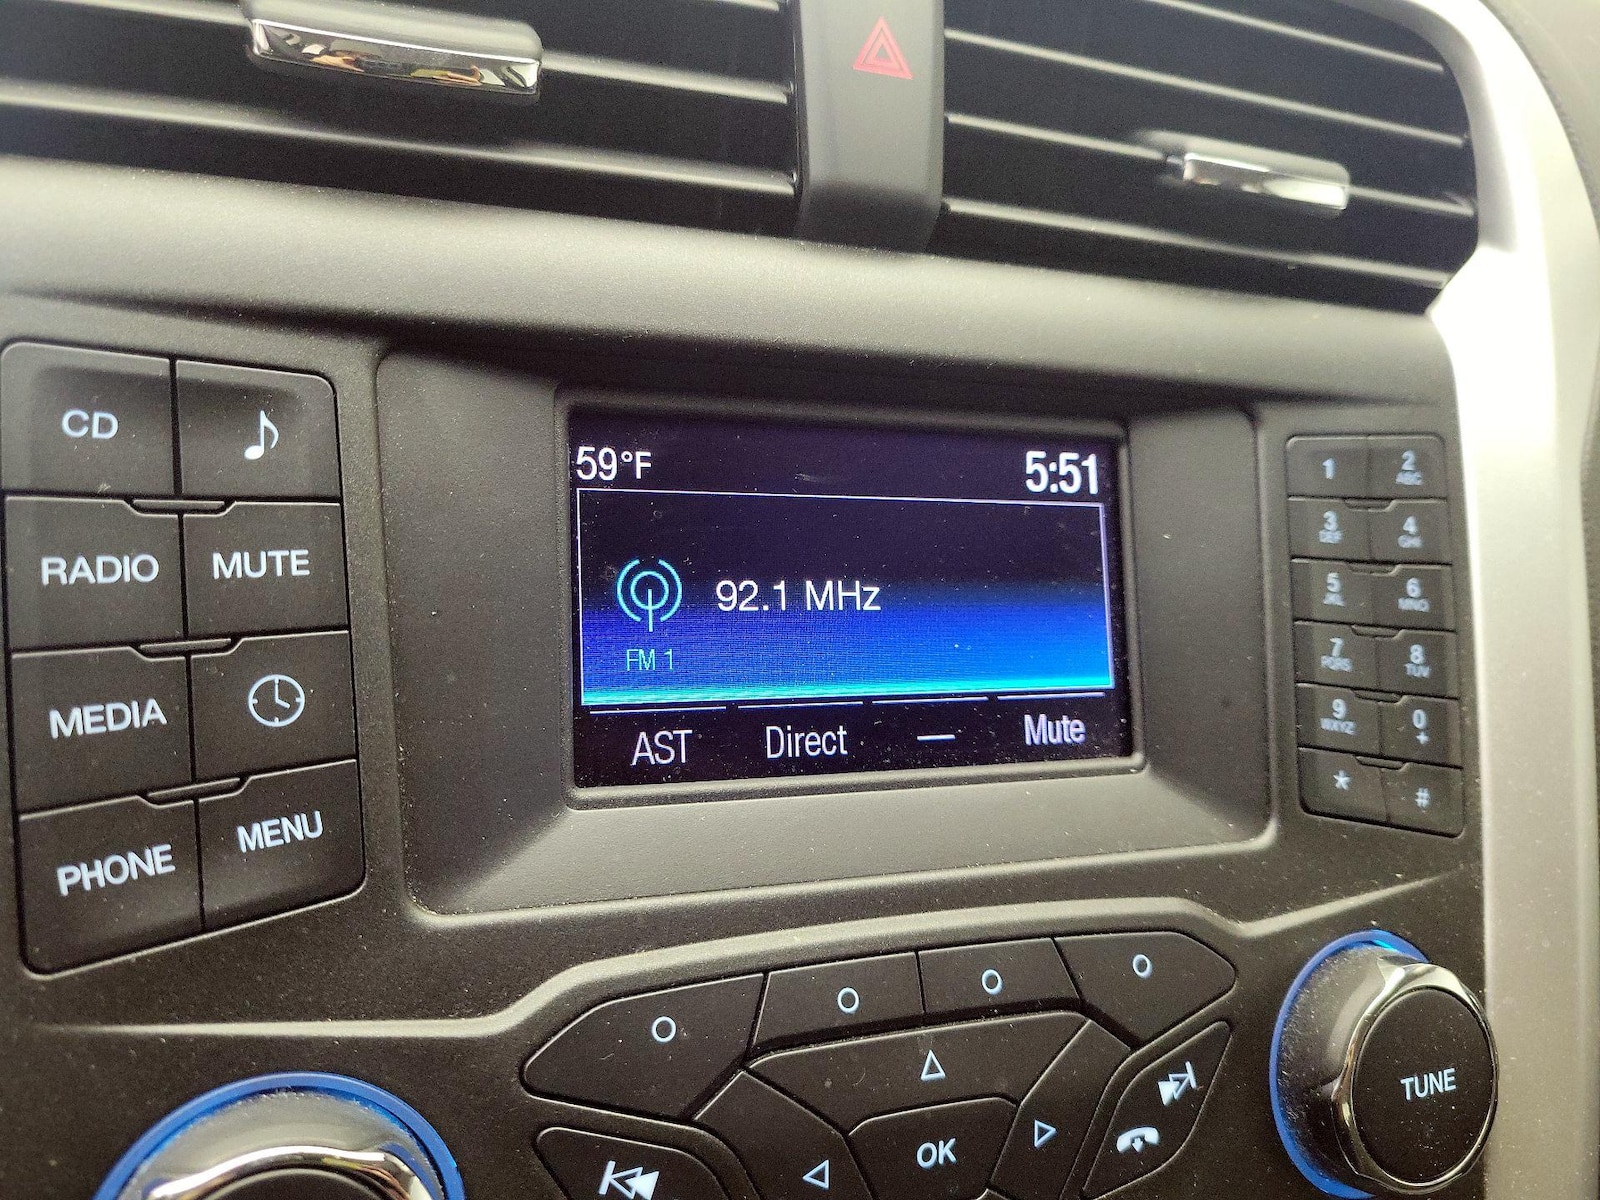 CD
RADIO MUTE
MEDIA
PHONE MENU
59°F 5:51
92.1 MHz
FM 1
AST Direct — Mute
1 2 ABC
3 DEF 4 GHI
5 JKL 6 MNO
7 PQRS 8 TUV
9 WXYZ 0 +
* #
OK
TUNE